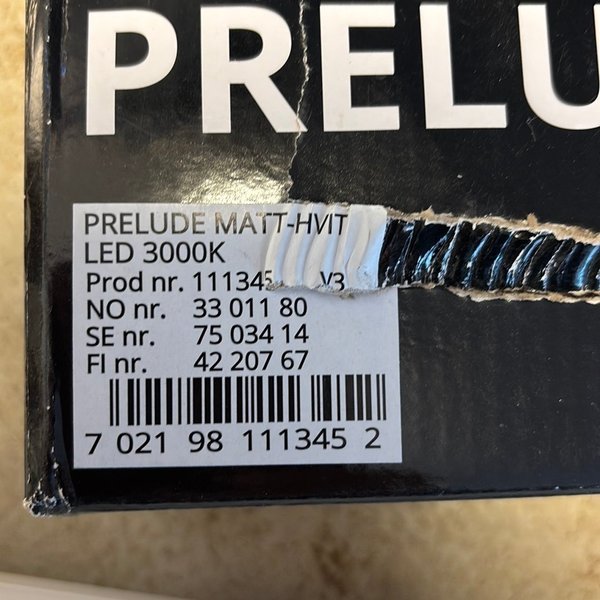 PRELU
PRELUDE MATT-HVIT
LED 3000K
Prod nr. 11134 V3
NO nr. 33 011 80
SE nr. 75 034 14
FI nr. 42 207 67
7 021 98 111345 2